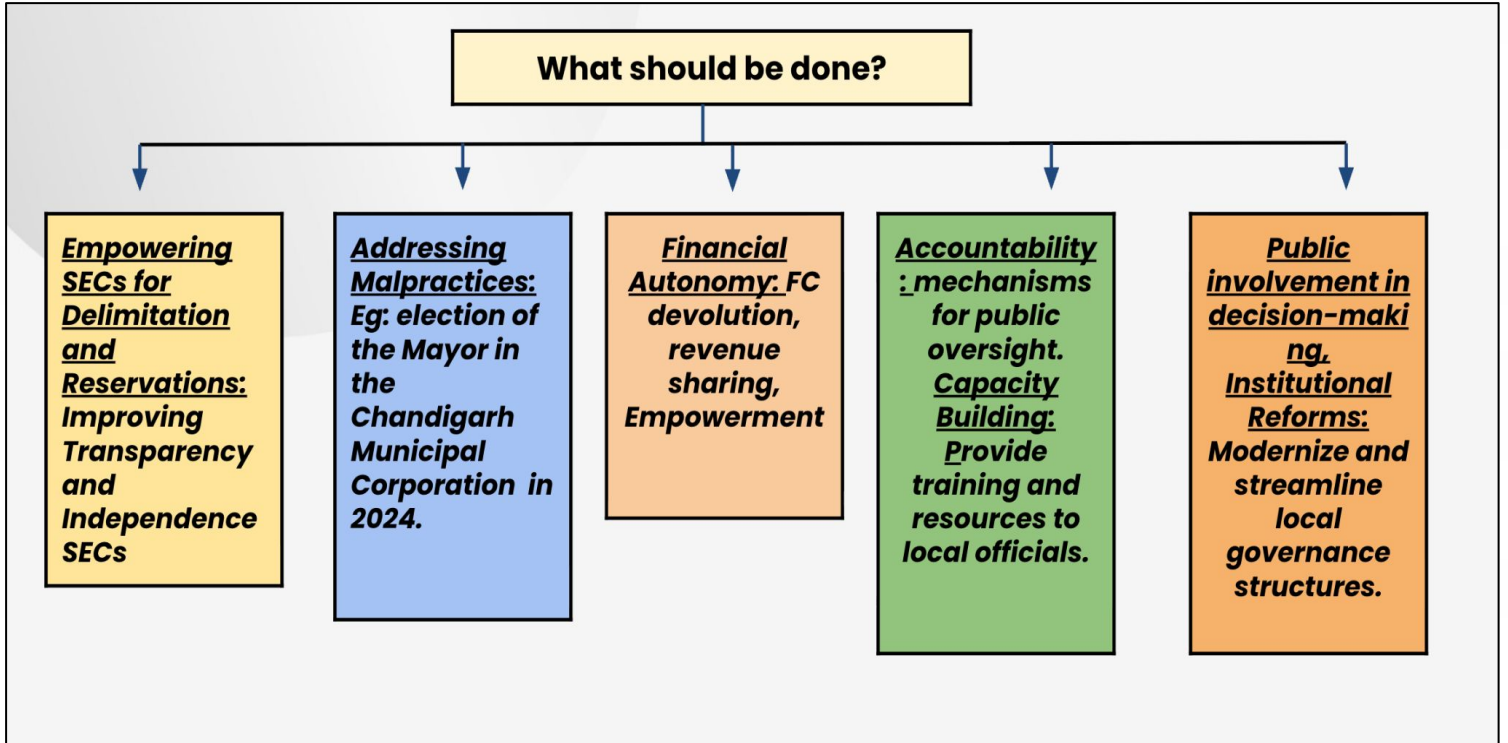 What should be done?
Empowering
SECs for
Delimitation
and
Reservations:
Improving
Transparency
and
Independence
SECs
Addressing
Malpractices:
Eg: election of
the Mayor in
the
Chandigarh
Municipal
Corporation in
2024.
Financial
Autonomy: FC
devolution,
revenue
sharing,
Empowerment
Accountability
: mechanisms
for public
oversight.
Capacity
Building:
Provide
training and
resources to
local officials.
Public
involvement in
decision-maki
ng,
Institutional
Reforms:
Modernize and
streamline
local
governance
structures.